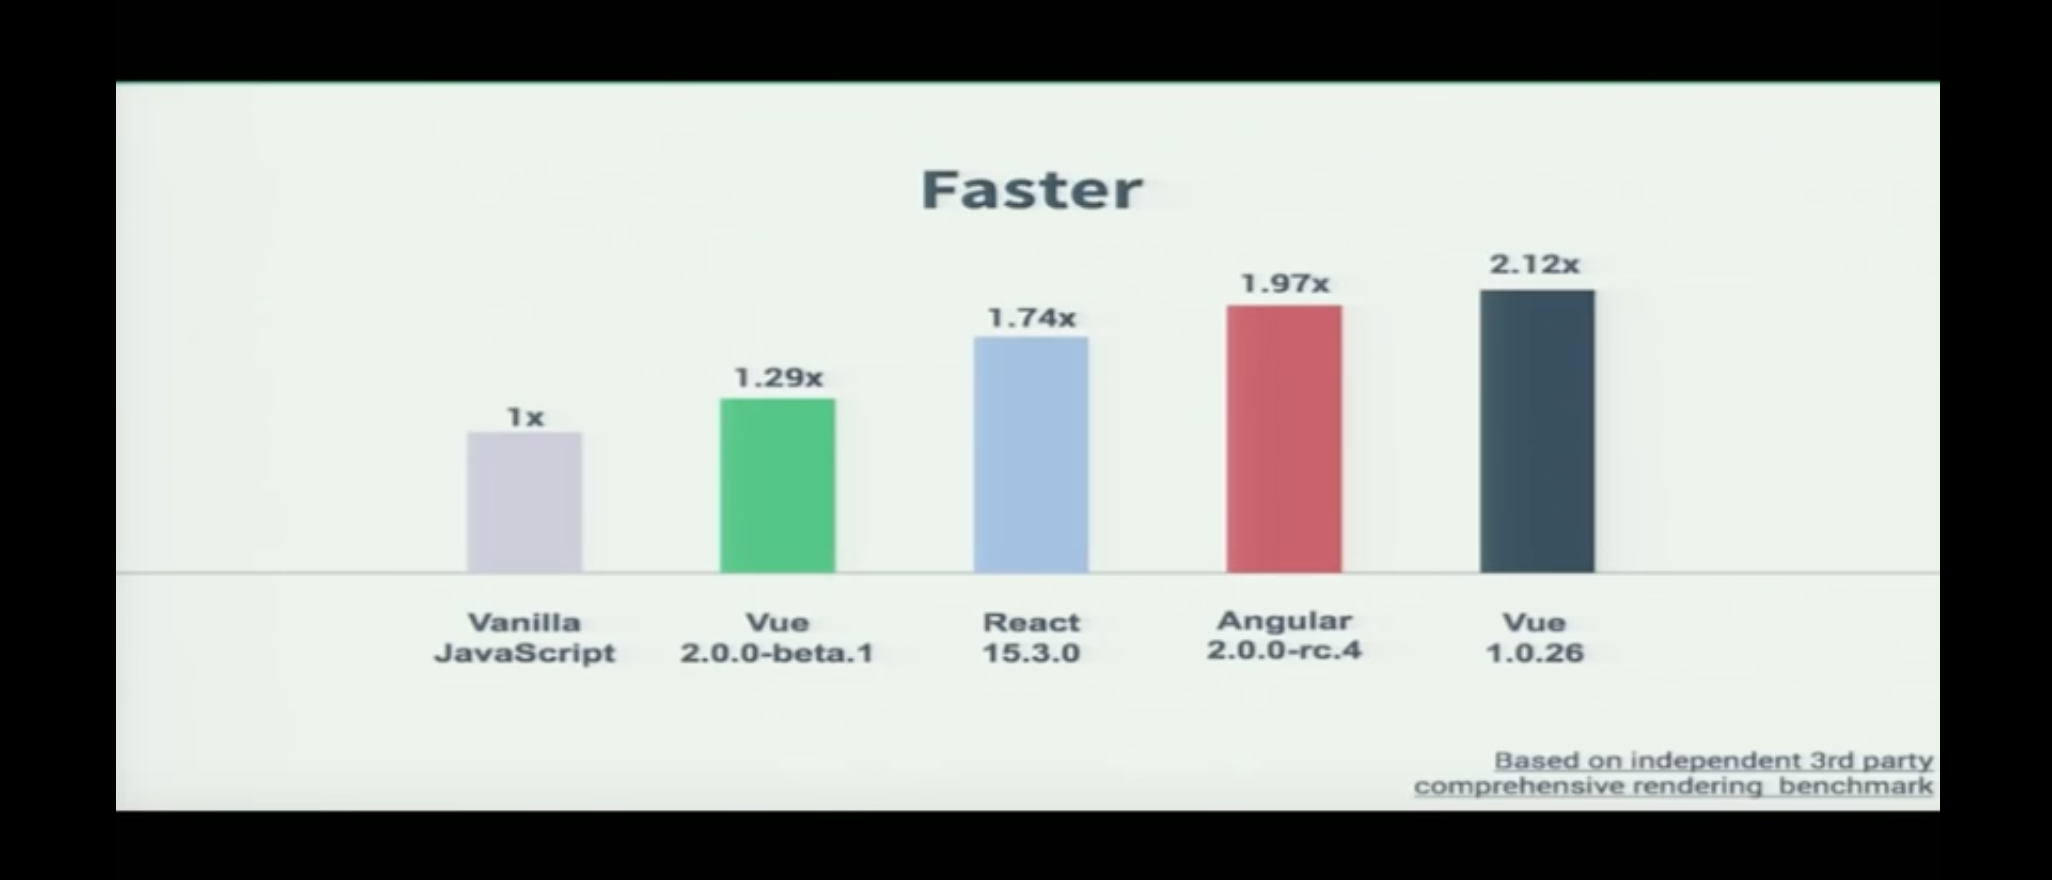 Faster
1x
1.29x
1.74x
1.97x
2.12x
Vanilla
JavaScript
Vue
2.0.0-beta.1
React
15.3.0
Angular
2.0.0-rc.4
Vue
1.0.26
Based on independent 3rd party
comprehensive rendering benchmark